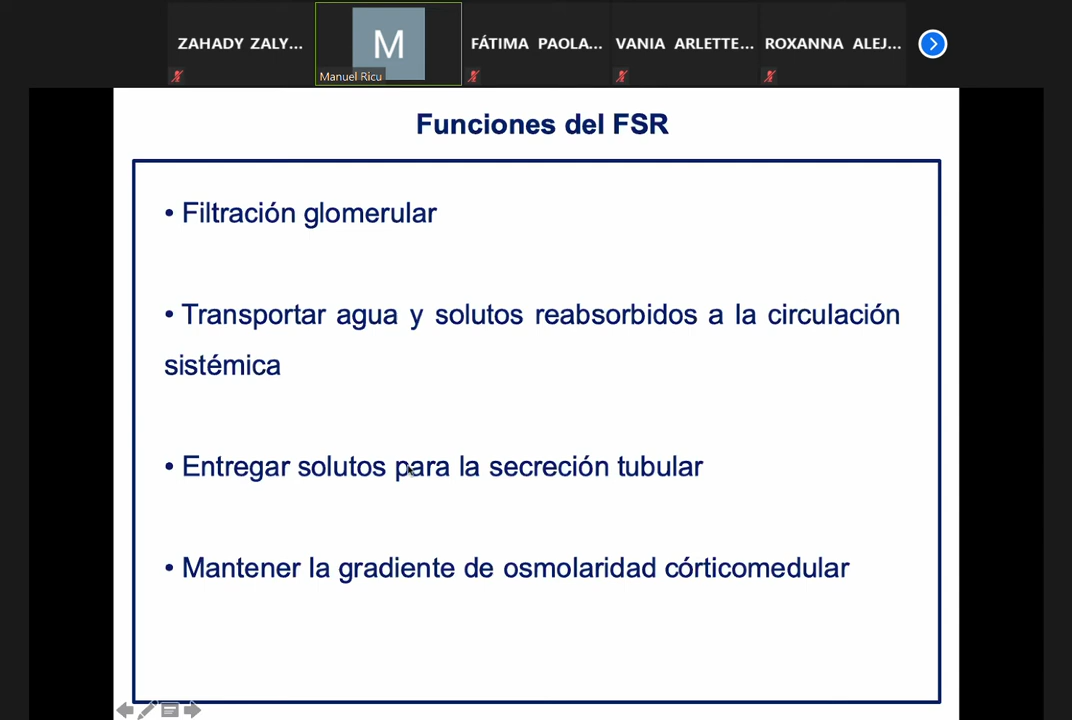 ZAHADY ZALY...
M
FÁTIMA PAOLA...
VANIA ARLETTE...
ROXANNA ALEJ...
Manuel Ricu
Funciones del FSR
• Filtración glomerular
• Transportar agua y solutos reabsorbidos a la circulación
sistémica
• Entregar solutos para la secreción tubular
• Mantener la gradiente de osmolaridad córticomedular